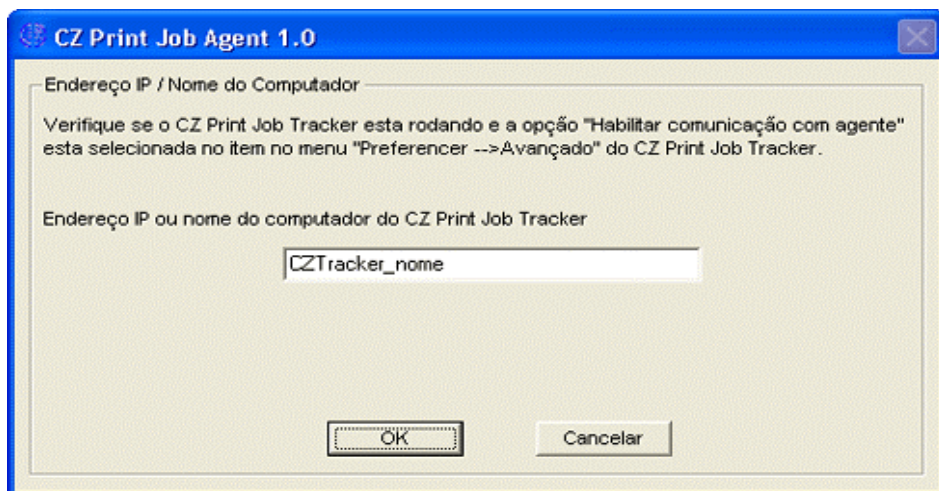 CZ Print Job Agent 1.0
Endereço IP / Nome do Computador
Verifique se o CZ Print Job Tracker esta rodando e a opção "Habilitar comunicação com agente"
esta selecionada no item no menu "Preferencer -->Avançado" do CZ Print Job Tracker.
Endereço IP ou nome do computador do CZ Print Job Tracker
CZTracker_nome
OK
Cancelar